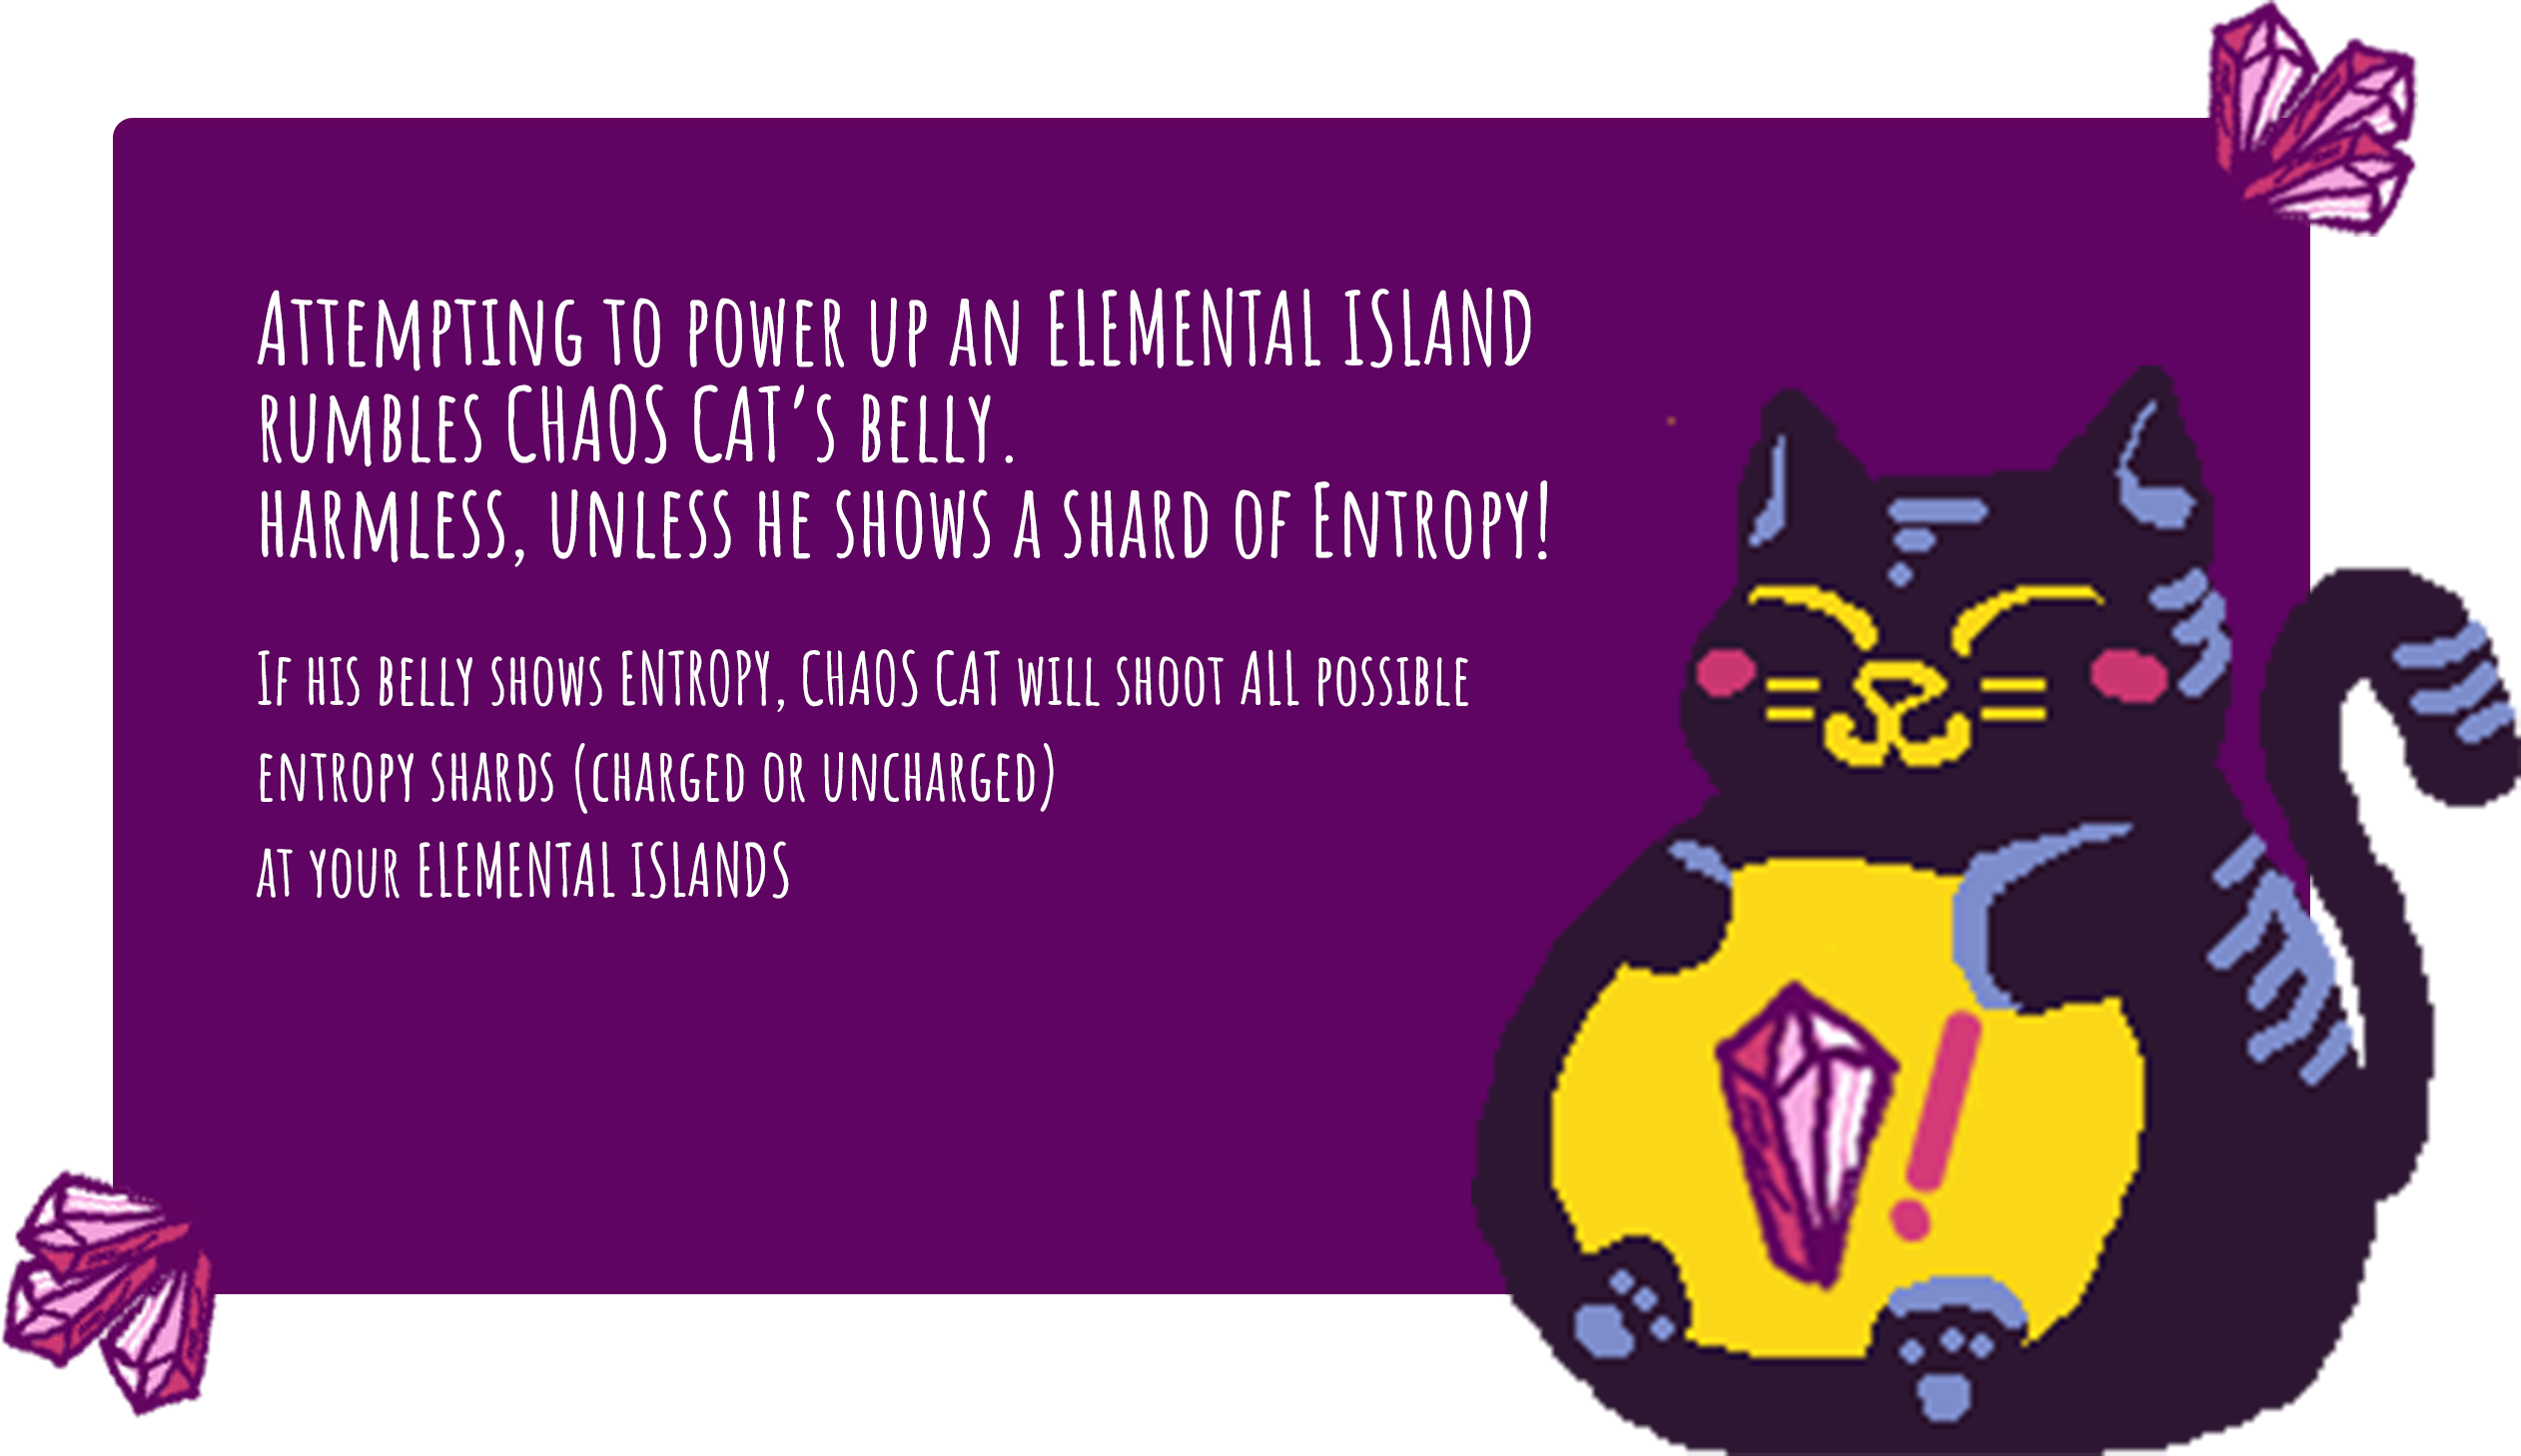 Attempting to power up an ELEMENTAL ISLAND
rumbles CHAOS CAT's belly.
harmless, unless he shows a shard of Entropy!
If his belly shows ENTROPY, CHAOS CAT will shoot ALL possible
entropy shards (charged or uncharged)
at your ELEMENTAL ISLANDS
!